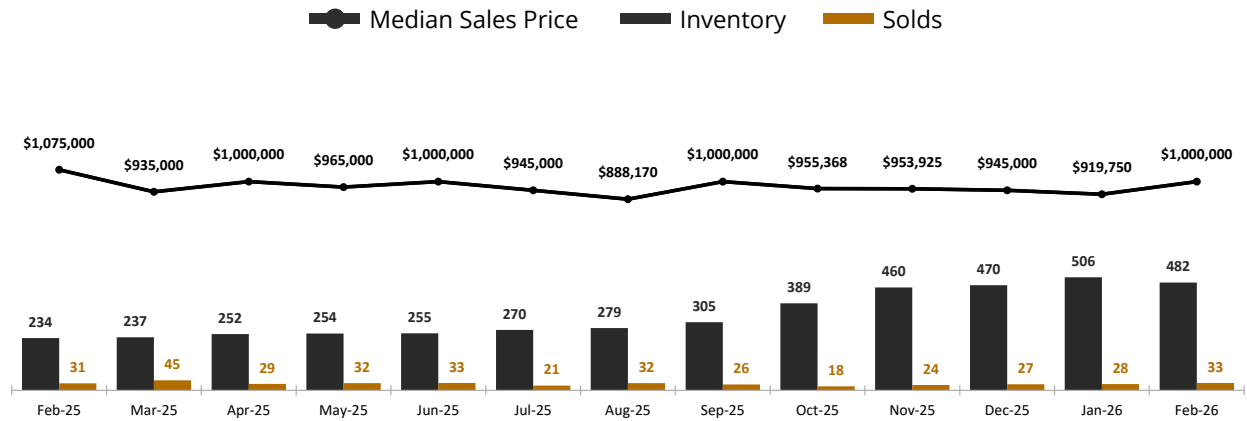 Median Sales Price Inventory Solds
$1,075,000 $935,000 $1,000,000 $965,000 $1,000,000 $945,000 $888,170 $1,000,000 $955,368 $953,925 $945,000 $919,750 $1,000,000
234 237 252 254 255 270 279 305 389 460 470 506 482
31 45 29 32 33 21 32 26 18 24 27 28 33
Feb-25 Mar-25 Apr-25 May-25 Jun-25 Jul-25 Aug-25 Sep-25 Oct-25 Nov-25 Dec-25 Jan-26 Feb-26